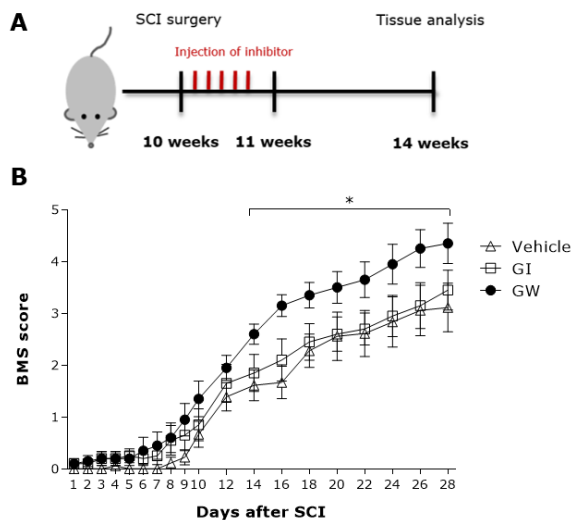 A
SCI surgery
Tissue analysis
Injection of inhibitor
10 weeks
11 weeks
14 weeks
B
*
5
4
3
2
1
0
BMS score
Vehicle
GI
GW
1 2 3 4 5 6 7 8 9 10 12 14 16 18 20 22 24 26 28
Days after SCI